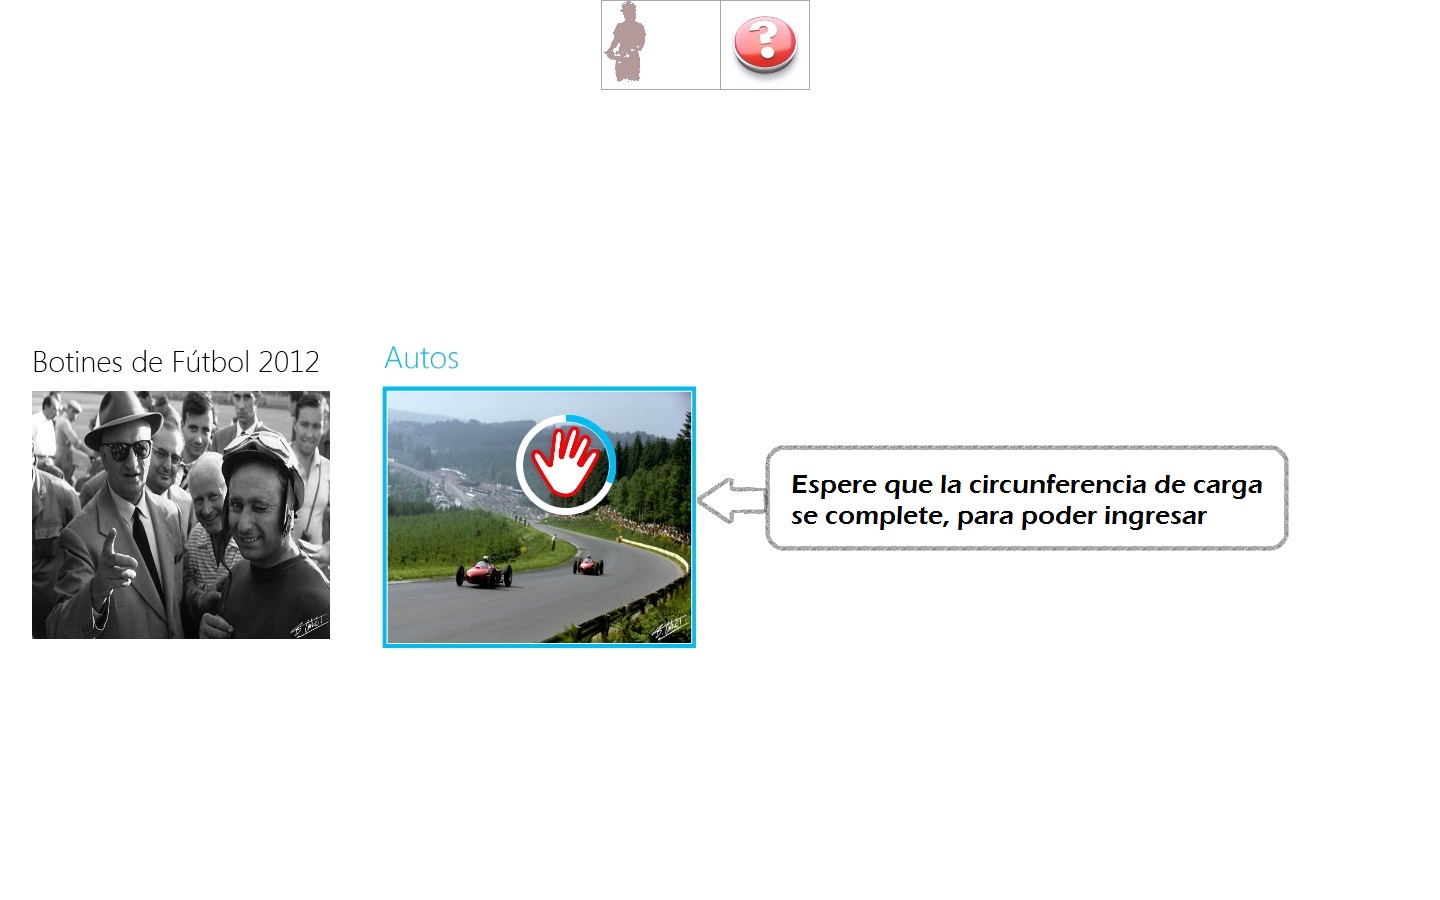 ?
Botines de Fútbol 2012
Autos
Espere que la circunferencia de carga
se complete, para poder ingresar